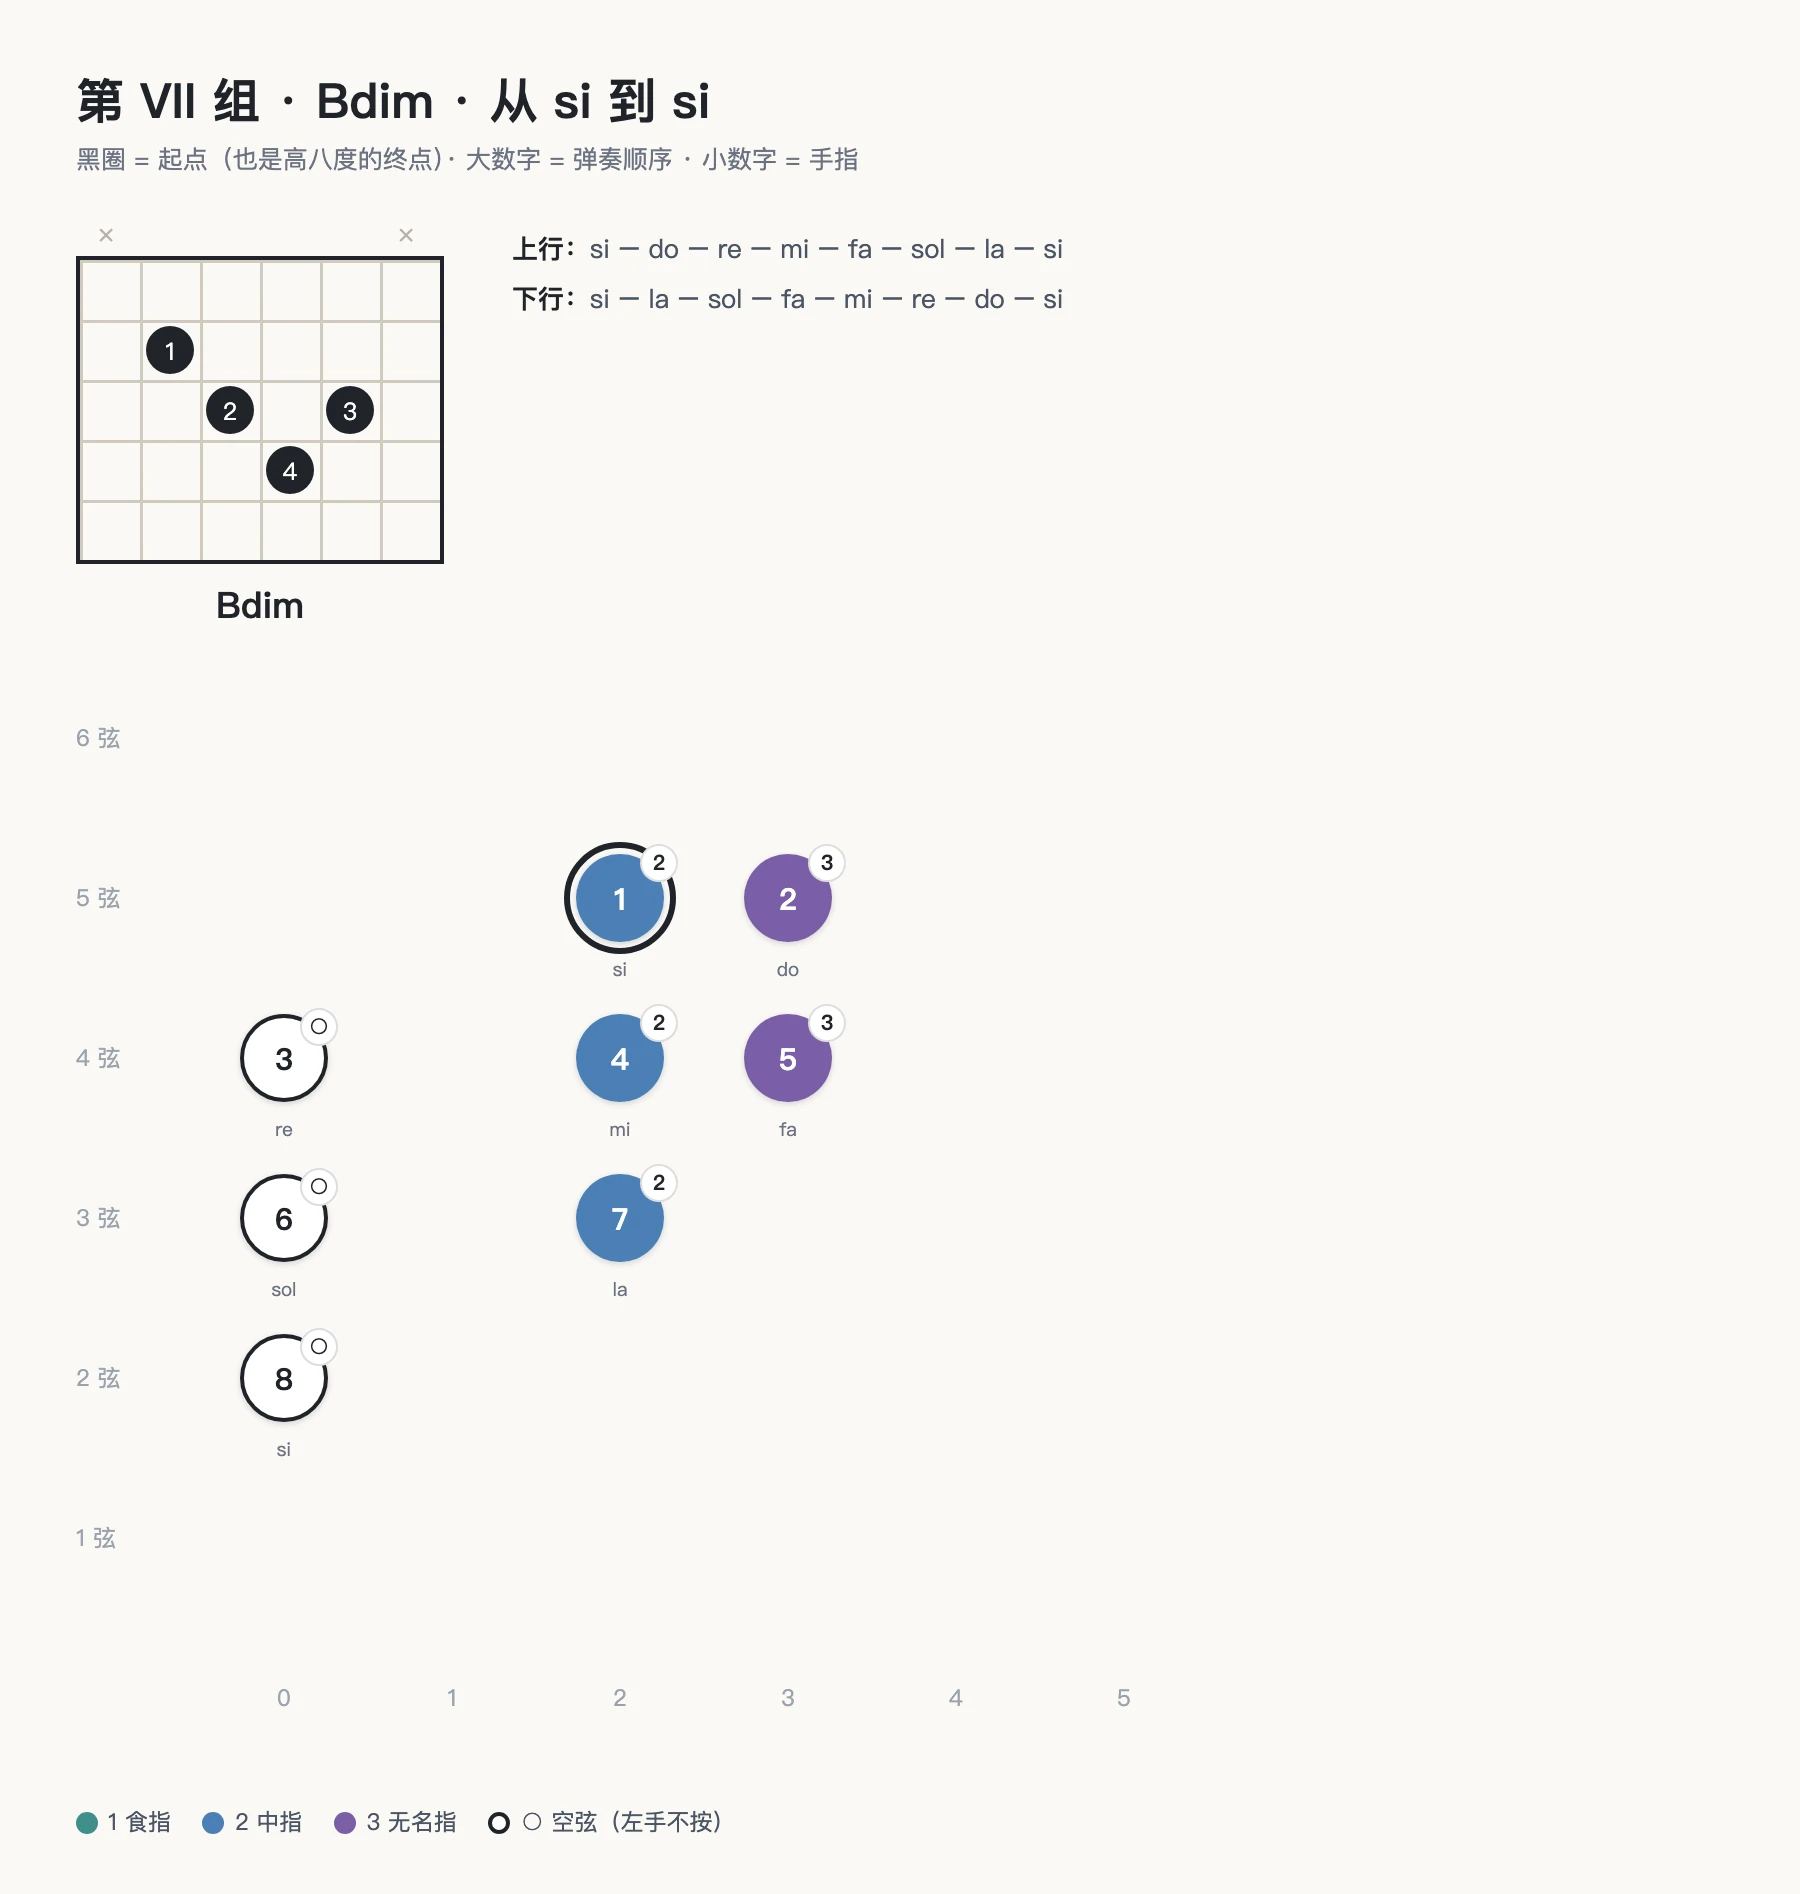 第 VII 组 · Bdim · 从 si 到 si
黑圈 = 起点（也是高八度的终点）· 大数字 = 弹奏顺序 · 小数字 = 手指
× ×
上行：si — do — re — mi — fa — sol — la — si
下行：si — la — sol — fa — mi — re — do — si
1
2 3
4
Bdim
6 弦
2 3
5 弦 1 2
si do
○ 2 3
4 弦 3 4 5
re mi fa
○ 2
3 弦 6 7
sol la
○
2 弦 8
si
1 弦
0 1 2 3 4 5
1 食指 2 中指 3 无名指 ○ 空弦（左手不按）